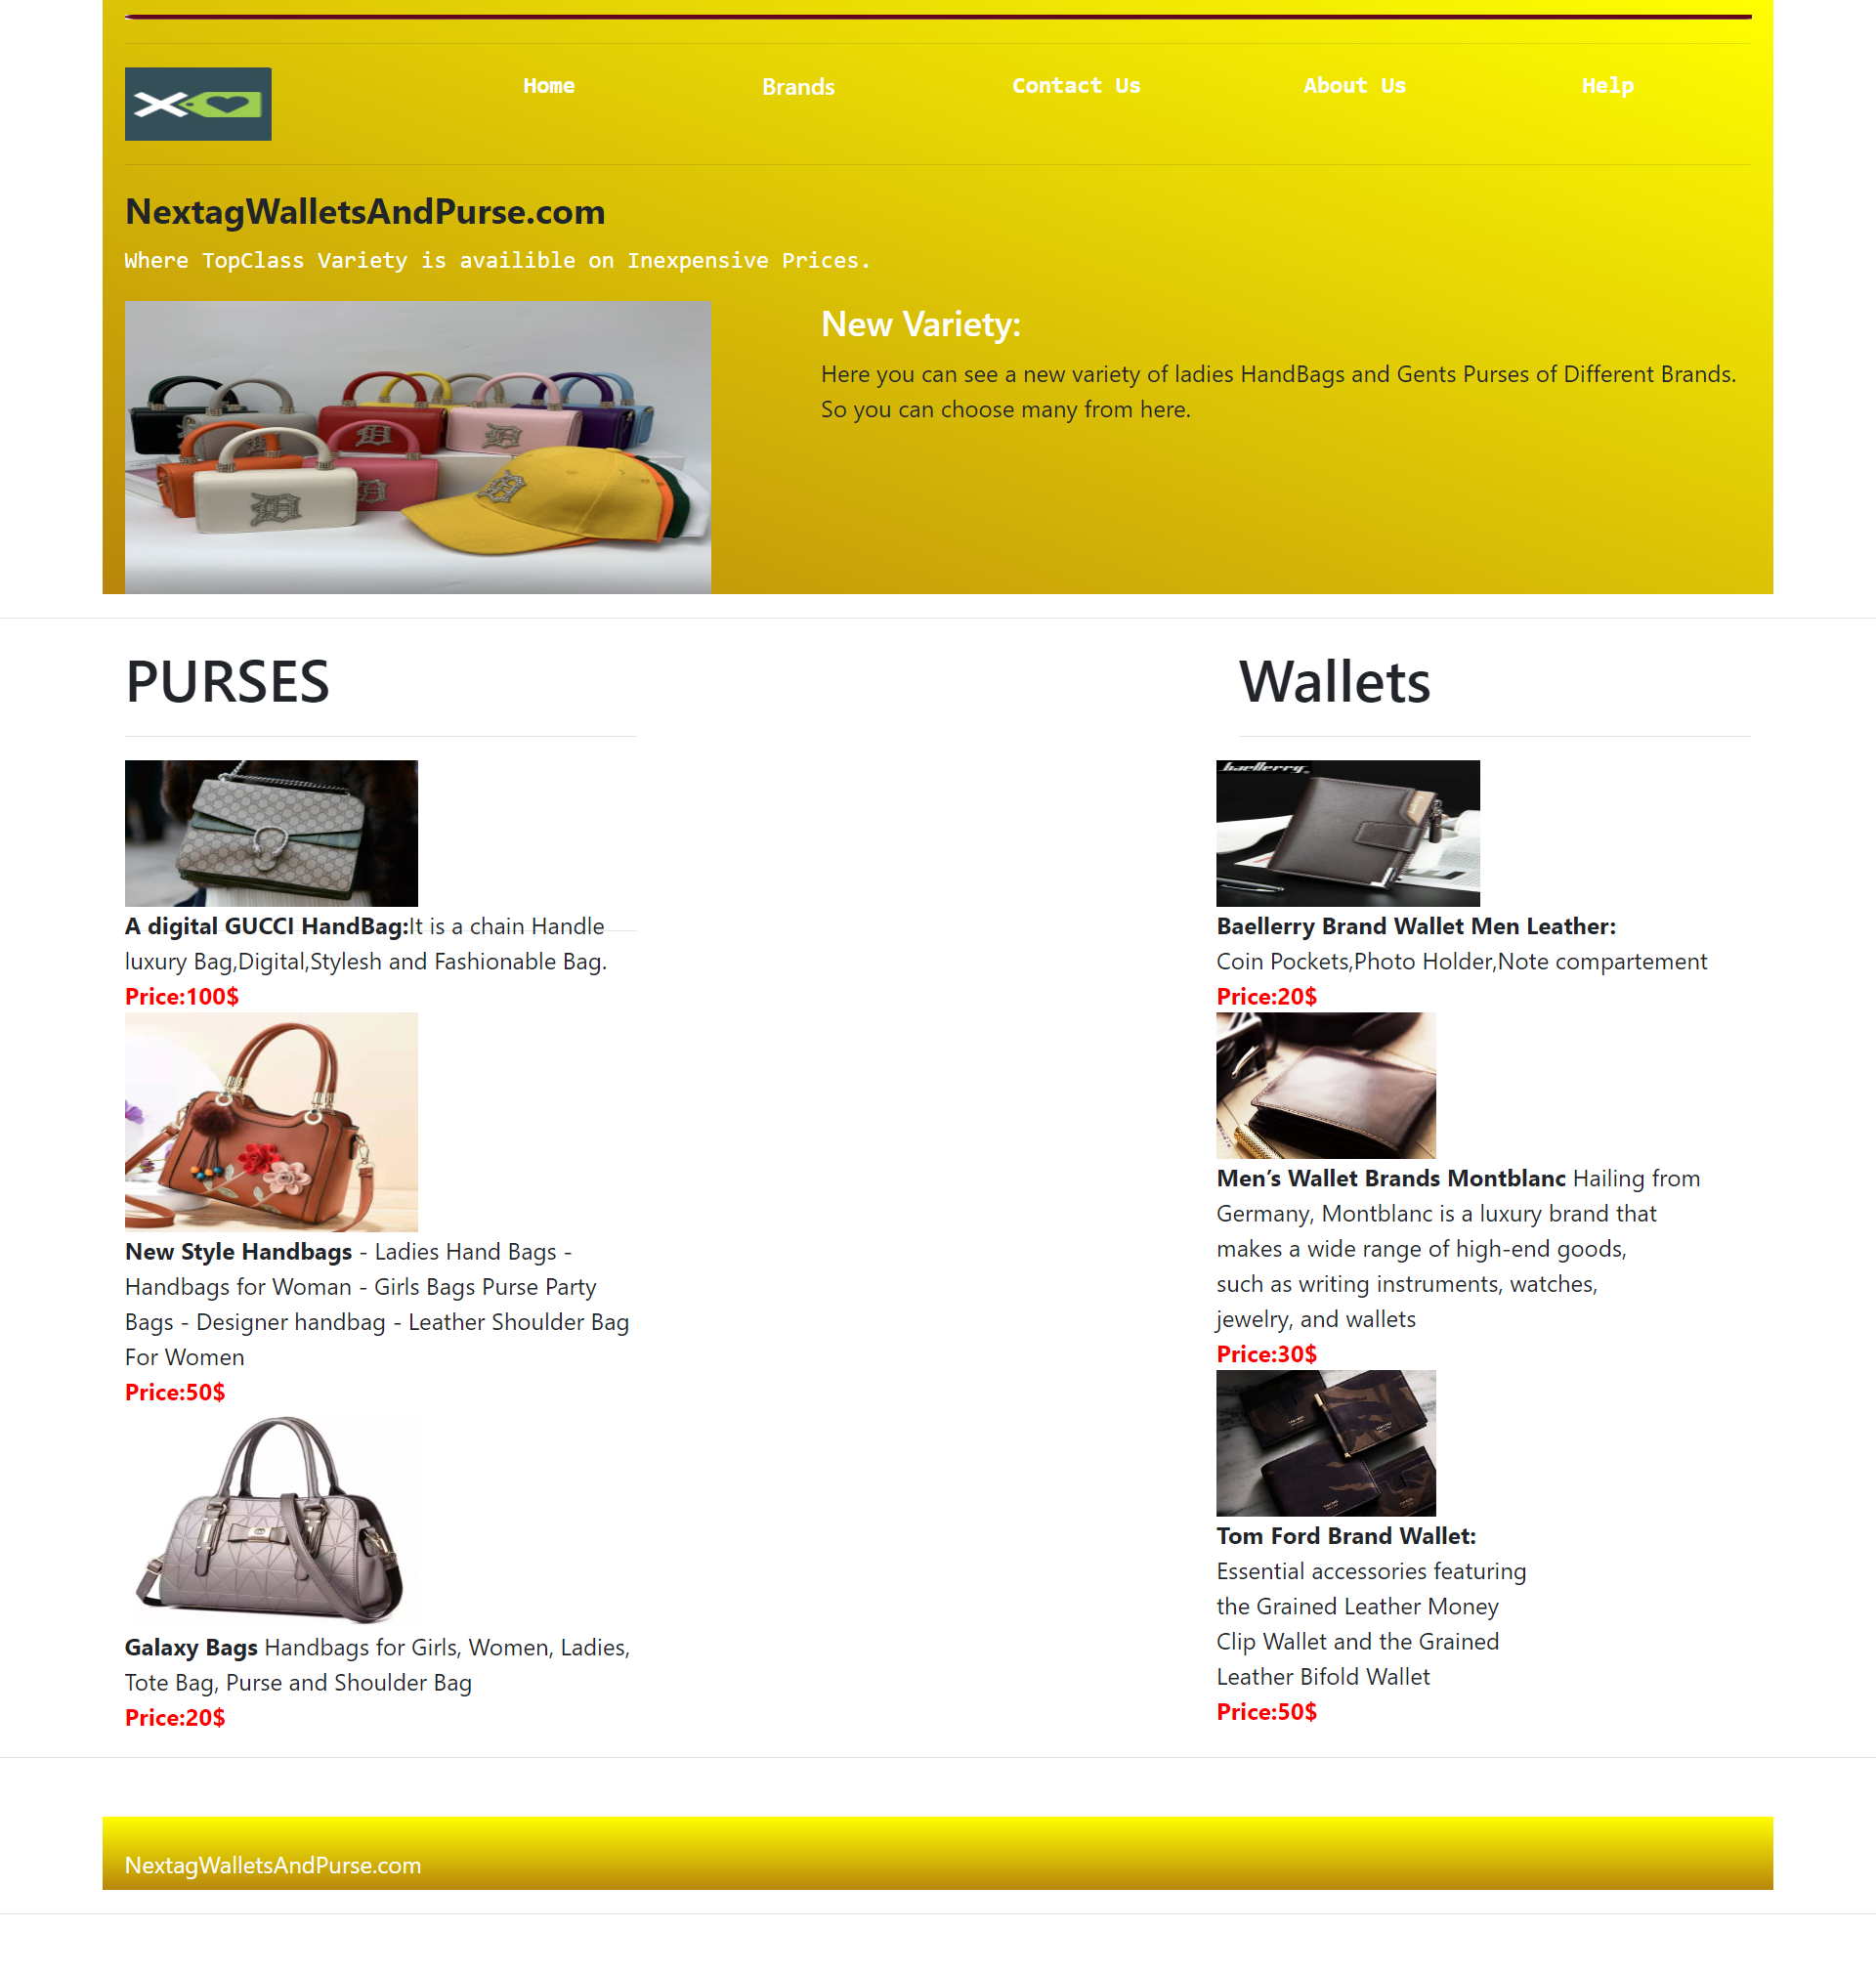 Home Brands Contact Us About Us Help
NextagWalletsAndPurse.com
Where TopClass Variety is availible on Inexpensive Prices.
New Variety:
Here you can see a new variety of ladies HandBags and Gents Purses of Different Brands.
So you can choose many from here.
PURSES
A digital GUCCI HandBag:It is a chain Handle
luxury Bag,Digital,Stylesh and Fashionable Bag.
Price:100$
New Style Handbags - Ladies Hand Bags -
Handbags for Woman - Girls Bags Purse Party
Bags - Designer handbag - Leather Shoulder Bag
For Women
Price:50$
Galaxy Bags Handbags for Girls, Women, Ladies,
Tote Bag, Purse and Shoulder Bag
Price:20$
Wallets
baellerry
Baellerry Brand Wallet Men Leather:
Coin Pockets,Photo Holder,Note compartement
Price:20$
Men’s Wallet Brands Montblanc Hailing from
Germany, Montblanc is a luxury brand that
makes a wide range of high-end goods,
such as writing instruments, watches,
jewelry, and wallets
Price:30$
Tom Ford Brand Wallet:
Essential accessories featuring
the Grained Leather Money
Clip Wallet and the Grained
Leather Bifold Wallet
Price:50$
NextagWalletsAndPurse.com